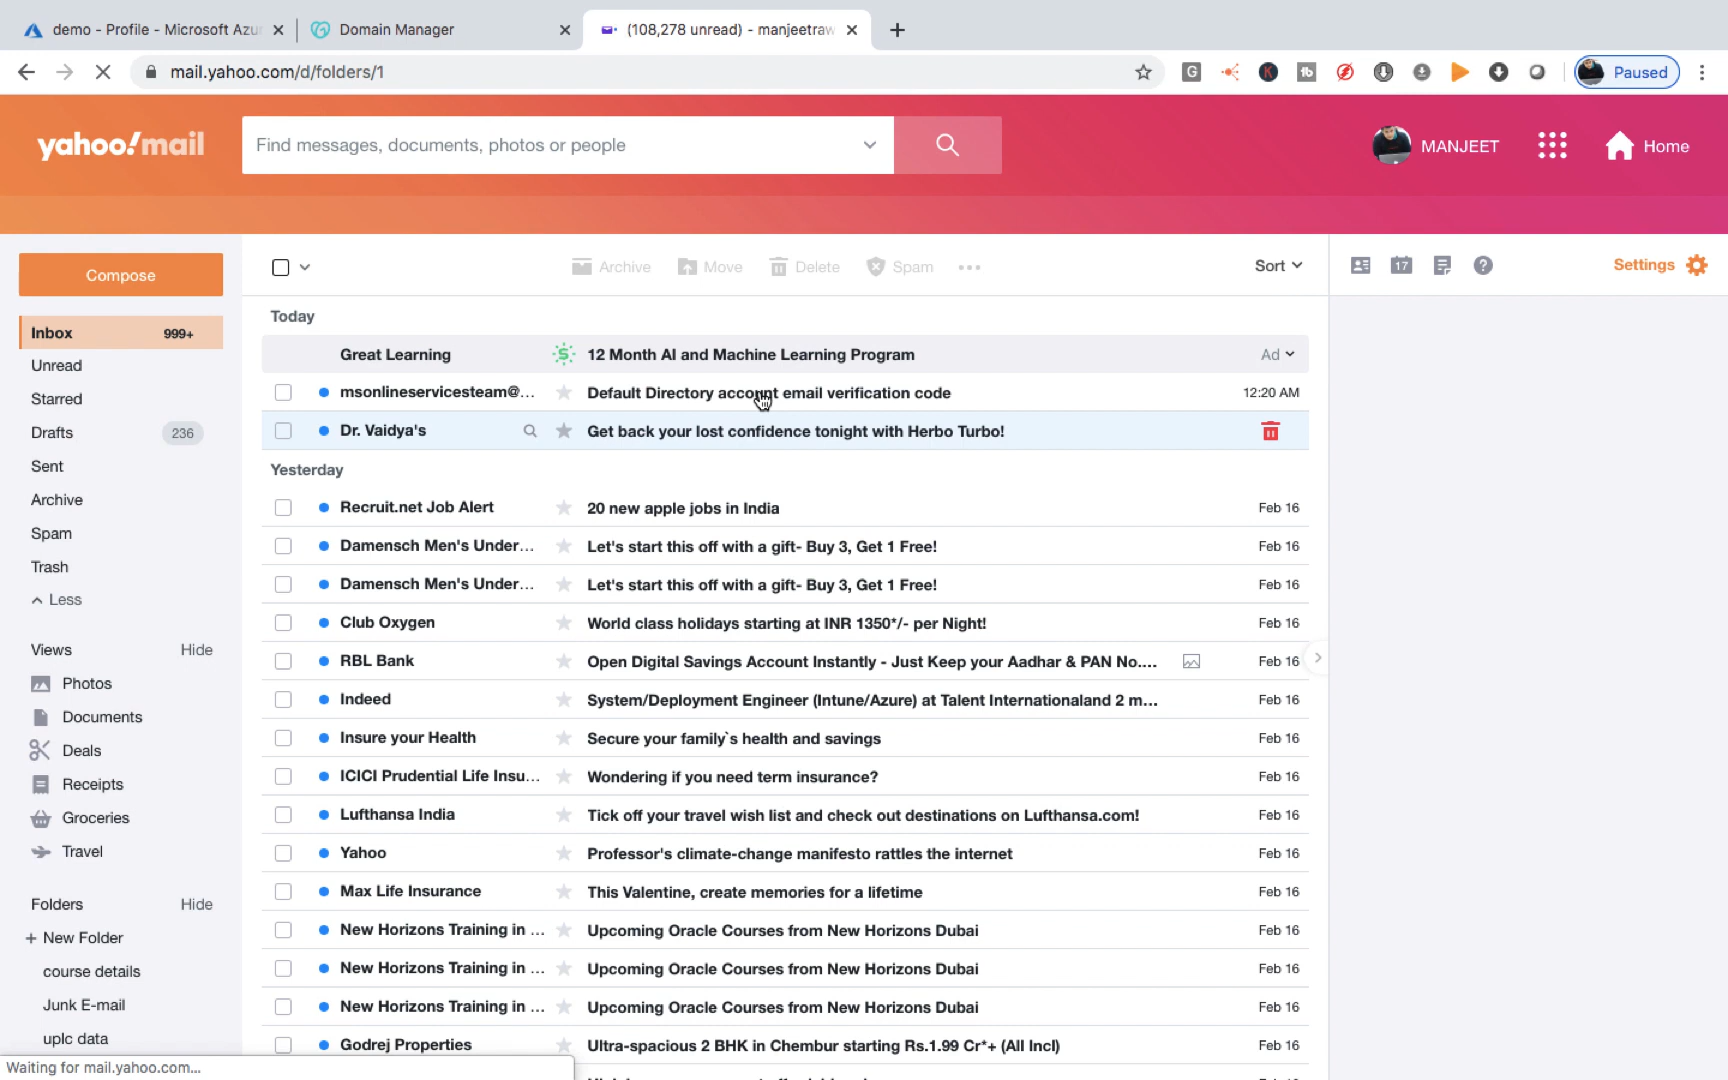 demo - Profile - Microsoft Azu
Domain Manager
(108,278 unread) - manjeetraw
mail.yahoo.com/d/folders/1
Paused
yahoo!mail
Find messages, documents, photos or people
MANJEET
Home
Compose
Archive
Move
Delete
Spam
Sort
17
Settings
Inbox 999+
Unread
Starred
Drafts 236
Sent
Archive
Spam
Trash
Less
Views Hide
Photos
Documents
Deals
Receipts
Groceries
Travel
Folders Hide
+ New Folder
course details
Junk E-mail
uplc data
Today
Great Learning S 12 Month AI and Machine Learning Program Ad
msonlineservicesteam@... Default Directory account email verification code 12:20 AM
Dr. Vaidya's Get back your lost confidence tonight with Herbo Turbo!
Yesterday
Recruit.net Job Alert 20 new apple jobs in India Feb 16
Damensch Men's Under... Let's start this off with a gift- Buy 3, Get 1 Free! Feb 16
Damensch Men's Under... Let's start this off with a gift- Buy 3, Get 1 Free! Feb 16
Club Oxygen World class holidays starting at INR 1350*/- per Night! Feb 16
RBL Bank Open Digital Savings Account Instantly - Just Keep your Aadhar & PAN No.... Feb 16
Indeed System/Deployment Engineer (Intune/Azure) at Talent Internationaland 2 m... Feb 16
Insure your Health Secure your family`s health and savings Feb 16
ICICI Prudential Life Insu... Wondering if you need term insurance? Feb 16
Lufthansa India Tick off your travel wish list and check out destinations on Lufthansa.com! Feb 16
Yahoo Professor's climate-change manifesto rattles the internet Feb 16
Max Life Insurance This Valentine, create memories for a lifetime Feb 16
New Horizons Training in ... Upcoming Oracle Courses from New Horizons Dubai Feb 16
New Horizons Training in ... Upcoming Oracle Courses from New Horizons Dubai Feb 16
New Horizons Training in ... Upcoming Oracle Courses from New Horizons Dubai Feb 16
Godrej Properties Ultra-spacious 2 BHK in Chembur starting Rs.1.99 Cr*+ (All Incl) Feb 16
Waiting for mail.yahoo.com...